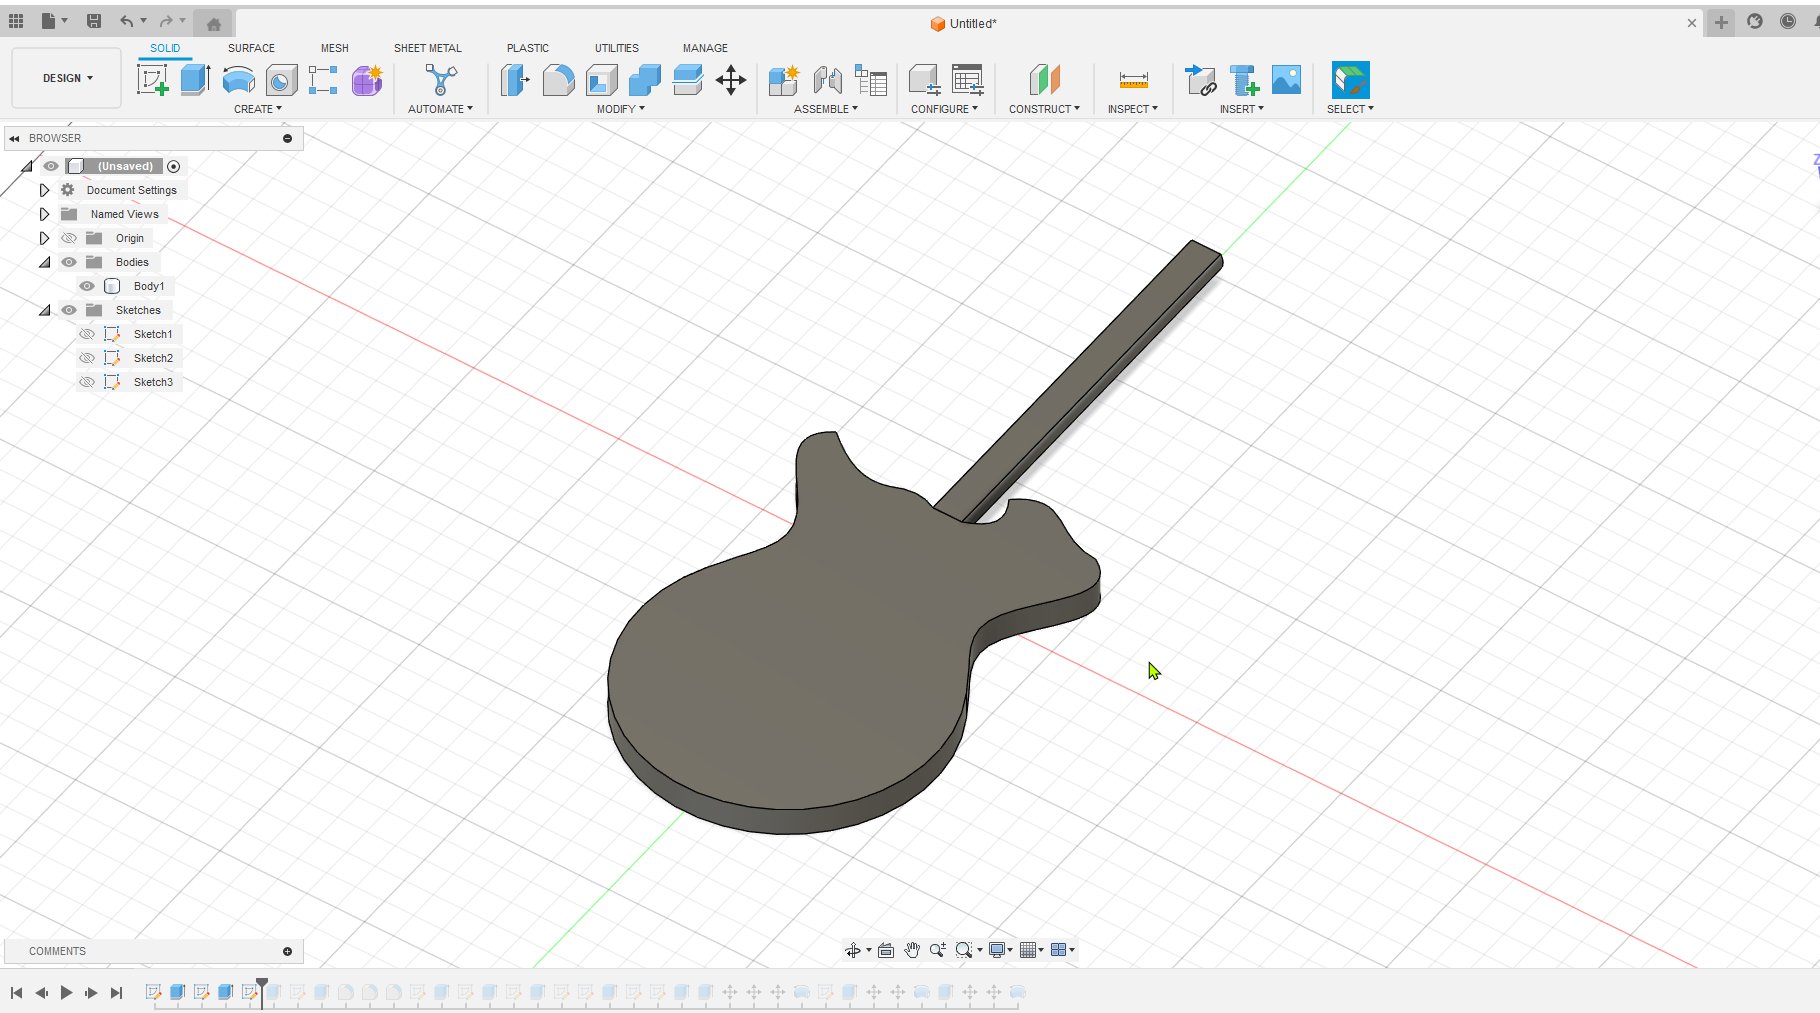 Untitled*
SOLID SURFACE MESH SHEET METAL PLASTIC UTILITIES MANAGE
DESIGN
CREATE AUTOMATE MODIFY ASSEMBLE CONFIGURE CONSTRUCT INSPECT INSERT SELECT
BROWSER
(Unsaved)
Document Settings
Named Views
Origin
Bodies
Body1
Sketches
Sketch1
Sketch2
Sketch3
Z
COMMENTS